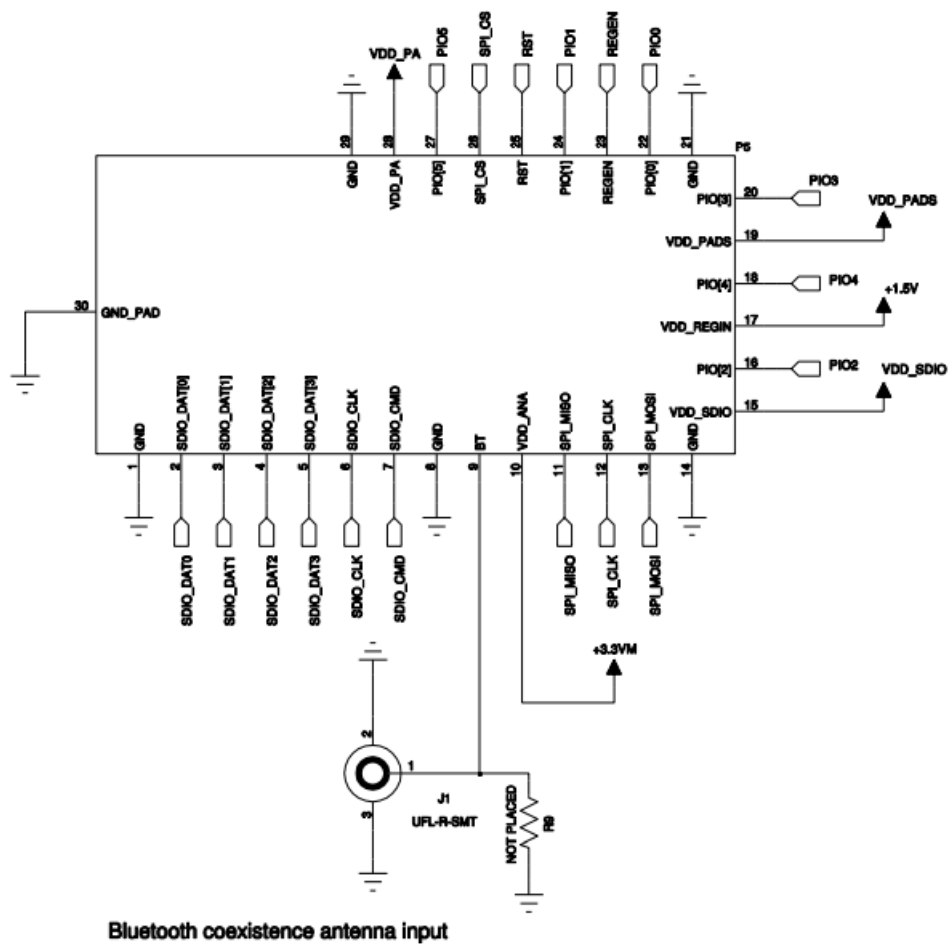 VDD_PA
PIO5
SPI_CS
RST
PIO1
REGEN
PIO0
29
28
27
26
25
24
23
22
21
P5
GND
VDD_PA
PIO[5]
SPI_CS
RST
PIO[1]
REGEN
PIO[0]
GND
PIO[3]
20
PIO3
VDD_PADS
VDD_PADS
19
PIO[4]
18
PIO4
+1.5V
VDD_REGIN
17
PIO[2]
16
PIO2
VDD_SDIO
VDD_SDIO
15
30
GND_PAD
GND
SDIO_DAT[0]
SDIO_DAT[1]
SDIO_DAT[2]
SDIO_DAT[3]
SDIO_CLK
SDIO_CMD
GND
BT
VDD_ANA
SPI_MISO
SPI_CLK
SPI_MOSI
GND
1
2
3
4
5
6
7
8
9
10
11
12
13
14
SDIO_DAT0
SDIO_DAT1
SDIO_DAT2
SDIO_DAT3
SDIO_CLK
SDIO_CMD
SPI_MISO
SPI_CLK
SPI_MOSI
+3.3VM
2
1
3
J1
UFL-R-SMT
NOT PLACED
R9
Bluetooth coexistence antenna input